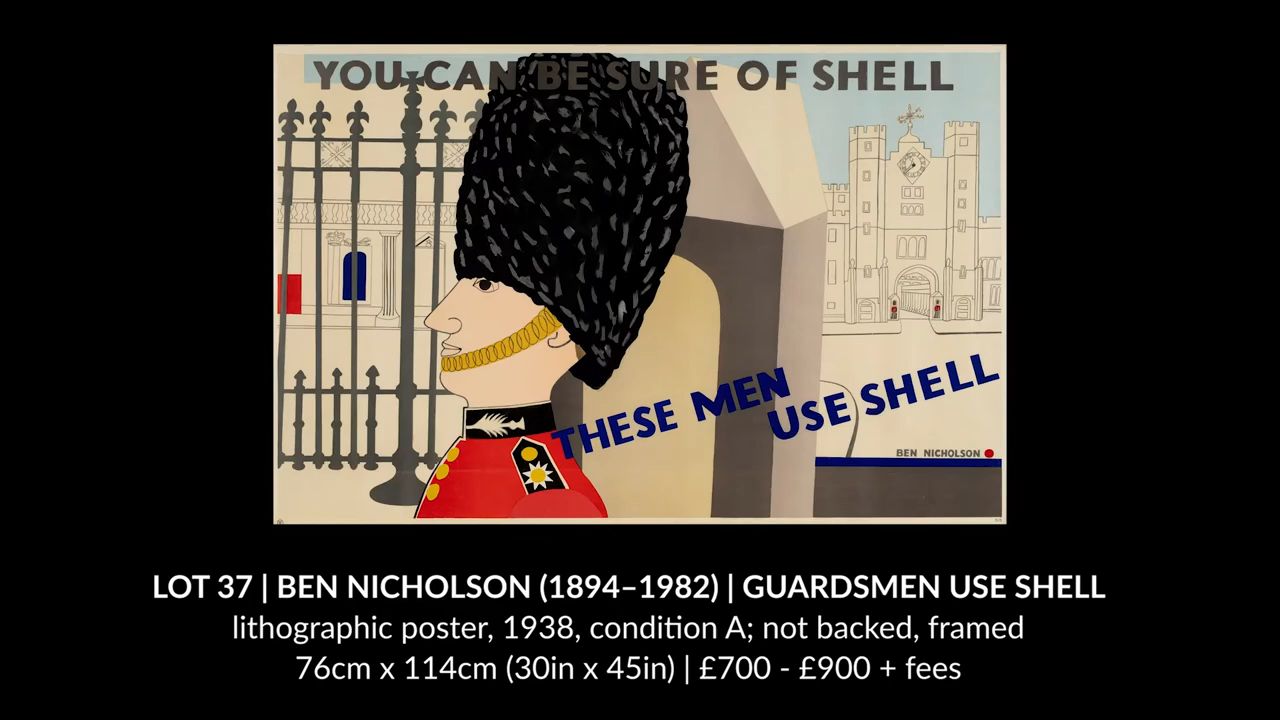 YOU CAN BE SURE OF SHELL
THESE MEN
USE SHELL
BEN NICHOLSON
LOT 37 | BEN NICHOLSON (1894–1982) | GUARDSMEN USE SHELL
lithographic poster, 1938, condition A; not backed, framed
76cm x 114cm (30in x 45in) | £700 - £900 + fees